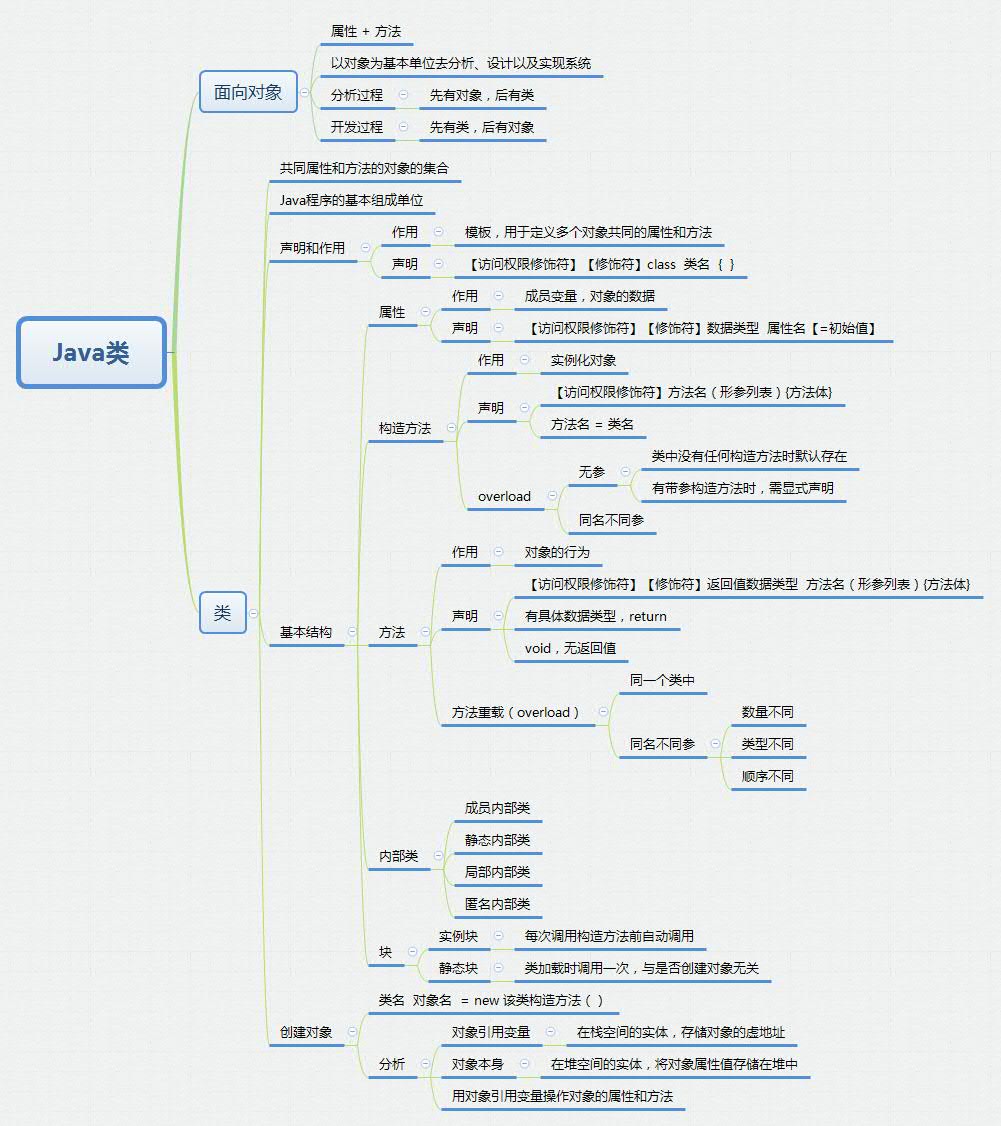 Java类
面向对象
属性 + 方法
以对象为基本单位去分析、设计以及实现系统
分析过程
先有对象，后有类
开发过程
先有类，后有对象
类
共同属性和方法的对象的集合
Java程序的基本组成单位
声明和作用
作用
模板，用于定义多个对象共同的属性和方法
声明
【访问权限修饰符】【修饰符】class 类名 { }
基本结构
属性
作用
成员变量，对象的数据
声明
【访问权限修饰符】【修饰符】数据类型 属性名【=初始值】
构造方法
作用
实例化对象
声明
【访问权限修饰符】方法名（形参列表）{方法体}
方法名 = 类名
overload
无参
类中没有任何构造方法时默认存在
有带参构造方法时，需显式声明
同名不同参
方法
作用
对象的行为
声明
【访问权限修饰符】【修饰符】返回值数据类型 方法名（形参列表）{方法体}
有具体数据类型，return
void，无返回值
方法重载（overload）
同一个类中
同名不同参
数量不同
类型不同
顺序不同
内部类
成员内部类
静态内部类
局部内部类
匿名内部类
块
实例块
每次调用构造方法前自动调用
静态块
类加载时调用一次，与是否创建对象无关
创建对象
类名 对象名 = new 该类构造方法（）
分析
对象引用变量
在栈空间的实体，存储对象的虚地址
对象本身
在堆空间的实体，将对象属性值存储在堆中
用对象引用变量操作对象的属性和方法